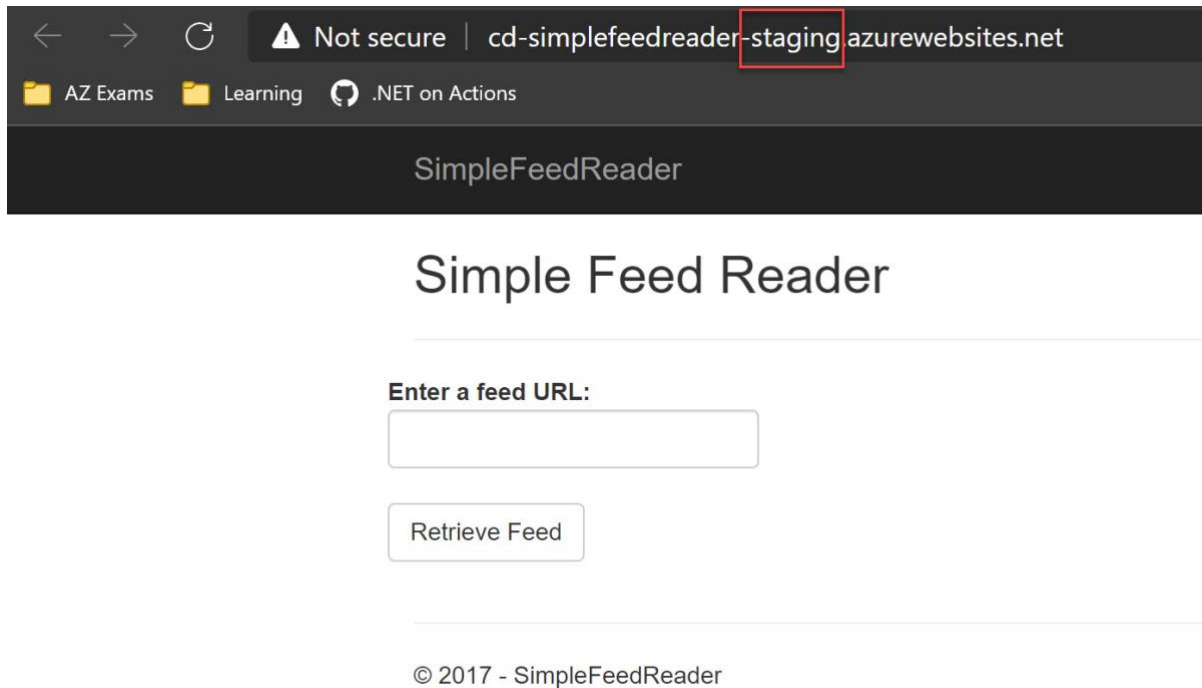 Not secure | cd-simplefeedreader-staging.azurewebsites.net
AZ Exams Learning .NET on Actions
SimpleFeedReader
Simple Feed Reader
Enter a feed URL:
Retrieve Feed
© 2017 - SimpleFeedReader